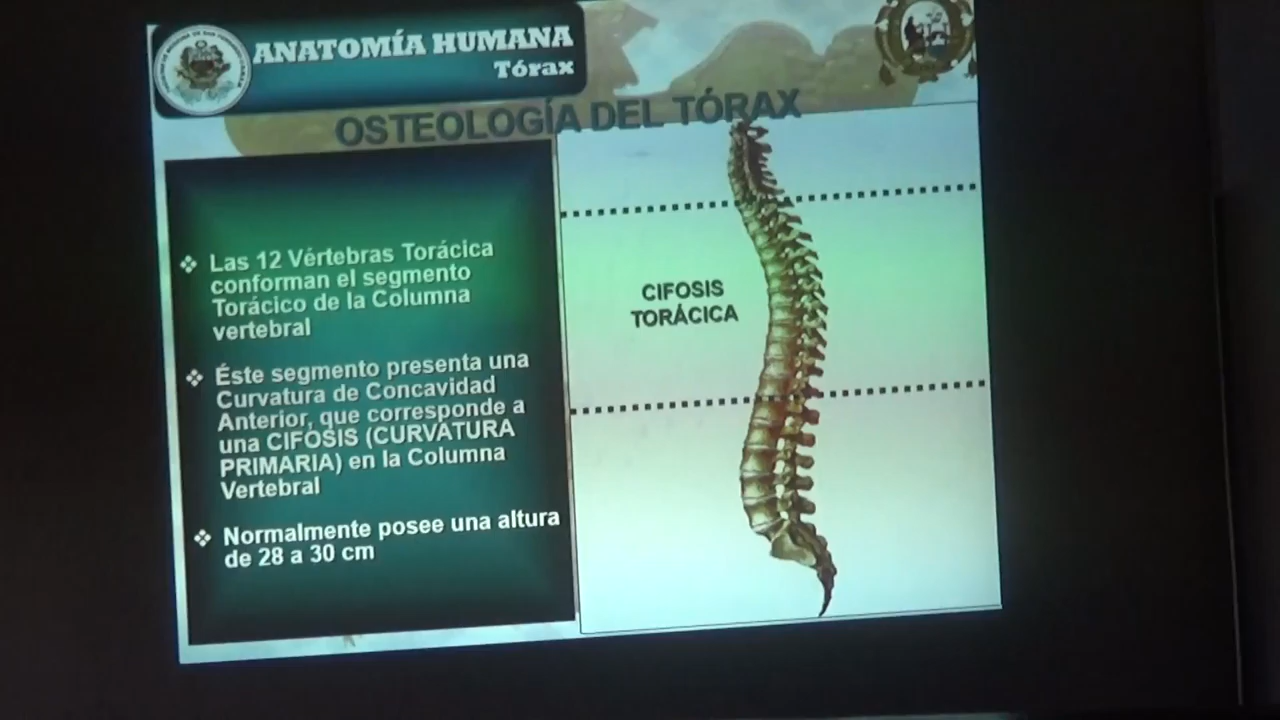 ANATOMÍA HUMANA
Tórax
OSTEOLOGÍA DEL TÓRAX
❖ Las 12 Vértebras Torácica
conforman el segmento
Torácico de la Columna
vertebral
❖ Éste segmento presenta una
Curvatura de Concavidad
Anterior, que corresponde a
una CIFOSIS (CURVATURA
PRIMARIA) en la Columna
Vertebral
❖ Normalmente posee una altura
de 28 a 30 cm
CIFOSIS
TORÁCICA